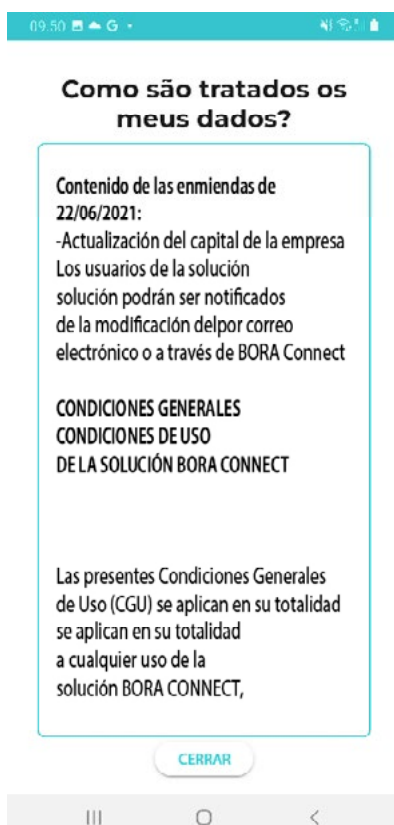 09.50 G
Como são tratados os
meus dados?
Contenido de las enmiendas de
22/06/2021:
-Actualización del capital de la empresa
Los usuarios de la solución
solución podrán ser notificados
de la modificación delpor correo
electrónico o a través de BORA Connect
CONDICIONES GENERALES
CONDICIONES DE USO
DE LA SOLUCIÓN BORA CONNECT
Las presentes Condiciones Generales
de Uso (CGU) se aplican en su totalidad
se aplican en su totalidad
a cualquier uso de la
solución BORA CONNECT,
CERRAR